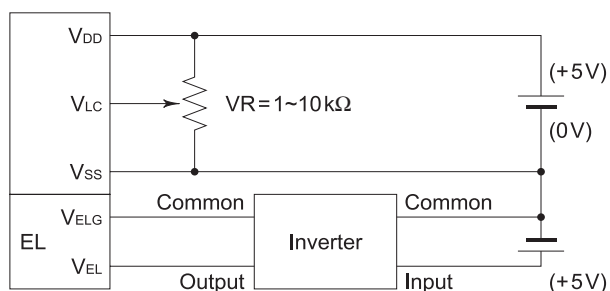 VDD
(+5V)
VLC
VR=1~10kΩ
(0V)
VSS
VELG
Common
Common
EL
Inverter
VEL
Output
Input
(+5V)